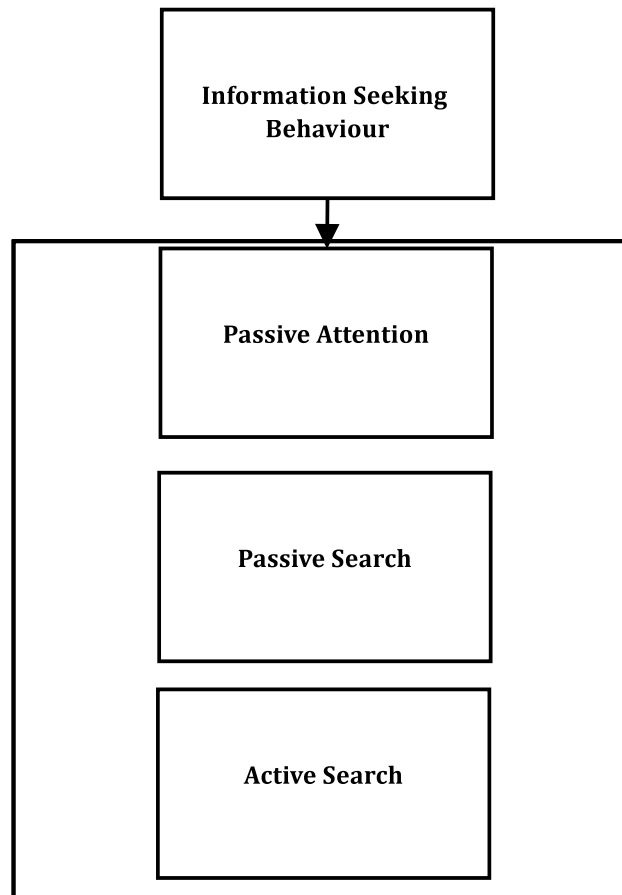 Information Seeking
Behaviour
Passive Attention
Passive Search
Active Search